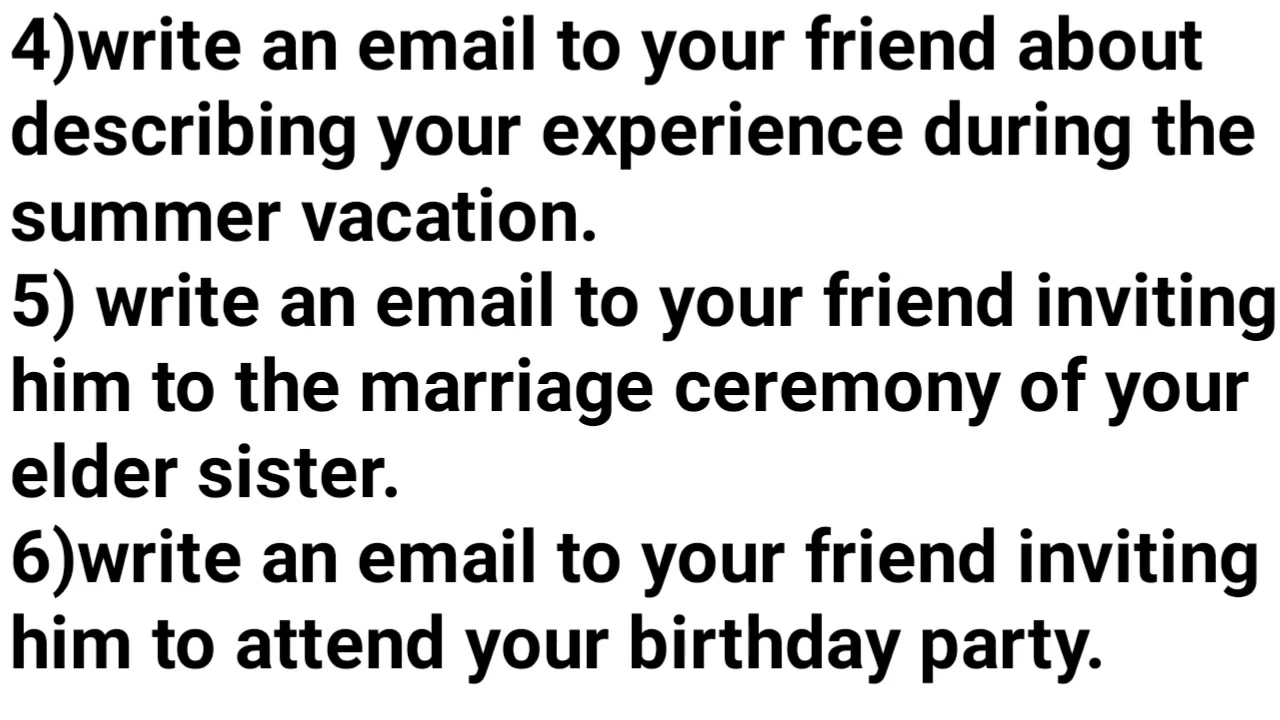 4)write an email to your friend about
describing your experience during the
summer vacation.
5) write an email to your friend inviting
him to the marriage ceremony of your
elder sister.
6)write an email to your friend inviting
him to attend your birthday party.